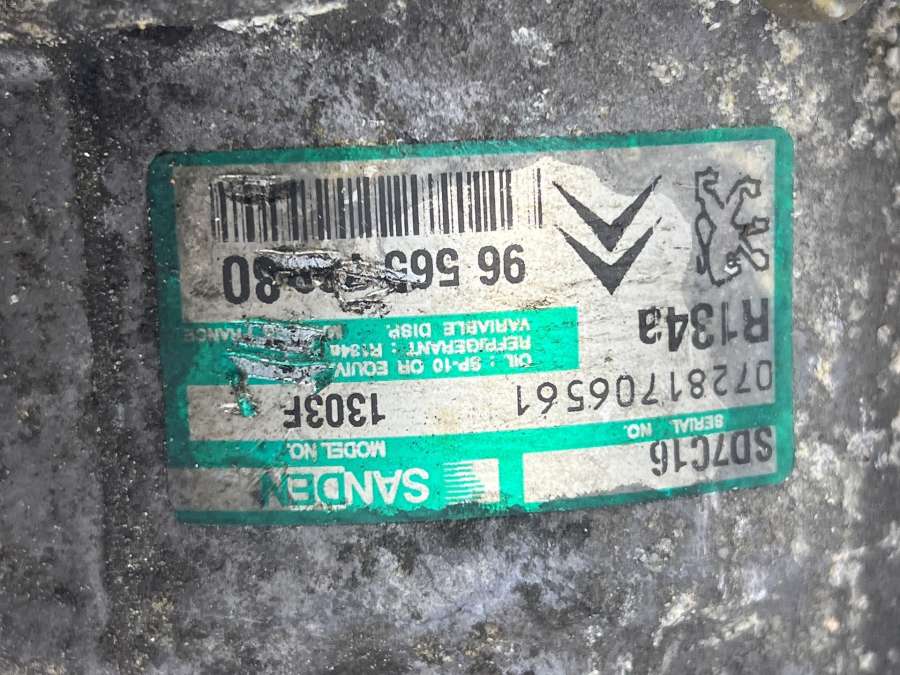 SD7C16 SANDEN
SERIAL NO. MODEL NO.
07281706561 1303F
OIL : SP-10 OR EQUIV.
REFRIGERANT : R134a
VARIABLE DISP. FRANCE
R134a
96 565 80